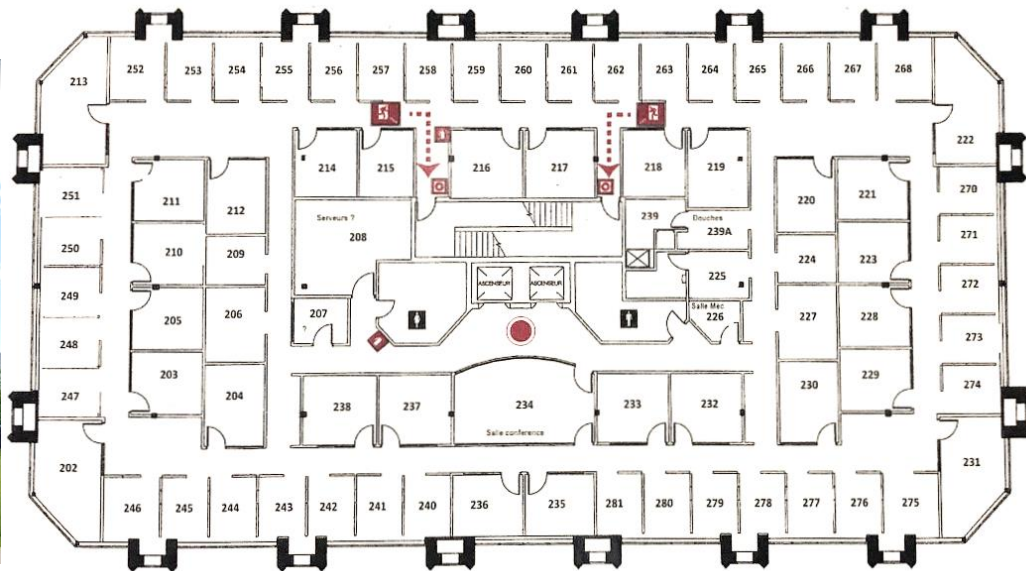 213 252 253 254 255 256 257 258 259 260 261 262 263 264 265 266 267 268
222
214 215 216 217 218 219
251 211 212 220 221 270
Serveurs ?
208
239 Douches
239A
250 210 209 224 223 271
225
249 272
ASCENSEUR ASCENSEUR
205 206 207 227 228
?
Salle Mec.
226
248 273
203 204 230 229
247 274
238 237 234 233 232
Salle conference
202 231
246 245 244 243 242 241 240 236 235 281 280 279 278 277 276 275